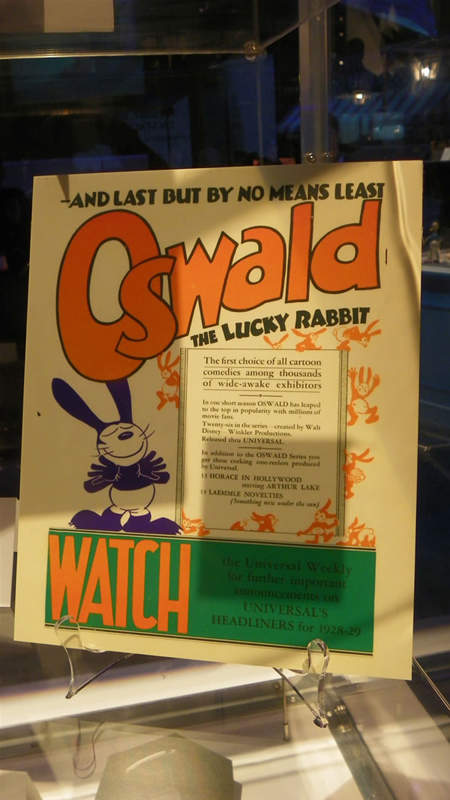 -AND LAST BUT BY NO MEANS LEAST
Oswald
THE LUCKY RABBIT
The first choice of all cartoon
comedies among thousands
of wide-awake exhibitors
In one short season OSWALD has leaped
to the top in popularity with millions of
movie fans.
Twenty-six in the series - created by Walt
Disney - Winkler Productions.
Released thru UNIVERSAL.
In addition to the OSWALD Series you
get these corking one-reelers produced
by Universal.
HORACE IN HOLLYWOOD
starring ARTHUR LAKE
LAEMMLE NOVELTIES
(Something new under the sun)
WATCH
the Universal Weekly
for further important
announcements on
UNIVERSAL'S
HEADLINERS for 1928-29